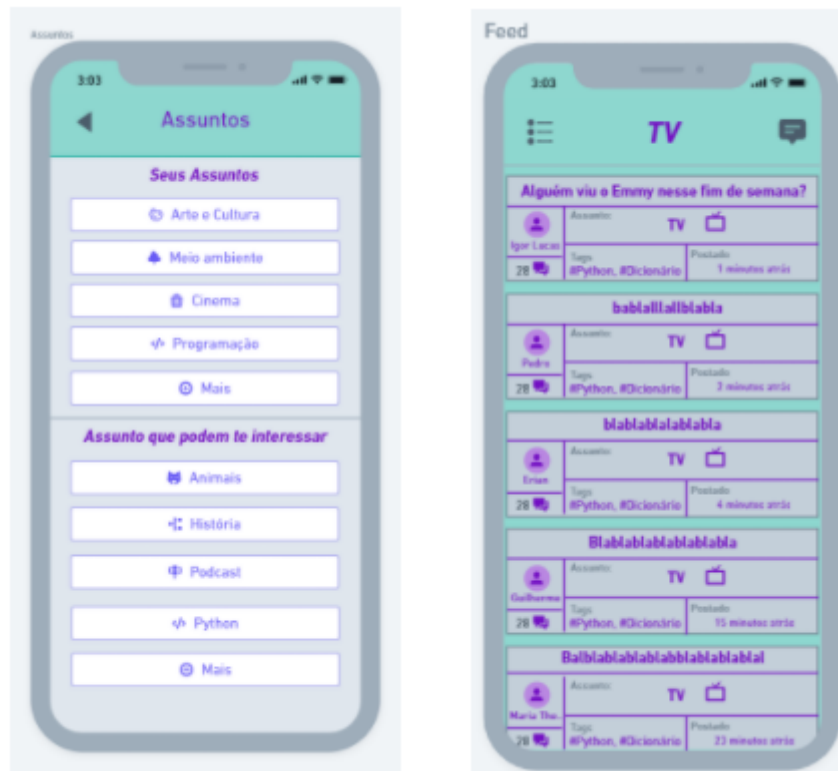 Assuntos
3:03
Assuntos
Seus Assuntos
Arte e Cultura
Meio ambiente
Cinema
Programação
Mais
Assunto que podem te interessar
Animais
História
Podcast
Python
Mais
Feed
3:03
TV
Alguém viu o Emmy nesse fim de semana?
Assunto:
TV
Igor Lucas
Tags
Postado
28
#Python, #Dicionário
1 minutos atrás
bablalllallblabla
Assunto:
TV
Pedro
Tags
Postado
28
#Python, #Dicionário
2 minutos atrás
blablablalablabla
Assunto:
TV
Erian
Tags
Postado
28
#Python, #Dicionário
4 minutos atrás
Blablablablablablabla
Assunto:
TV
Guilherme
Tags
Postado
28
#Python, #Dicionário
15 minutos atrás
Balblablablablabblablablablal
Assunto:
TV
Maria Tho..
Tags
Postado
28
#Python, #Dicionário
23 minutos atrás